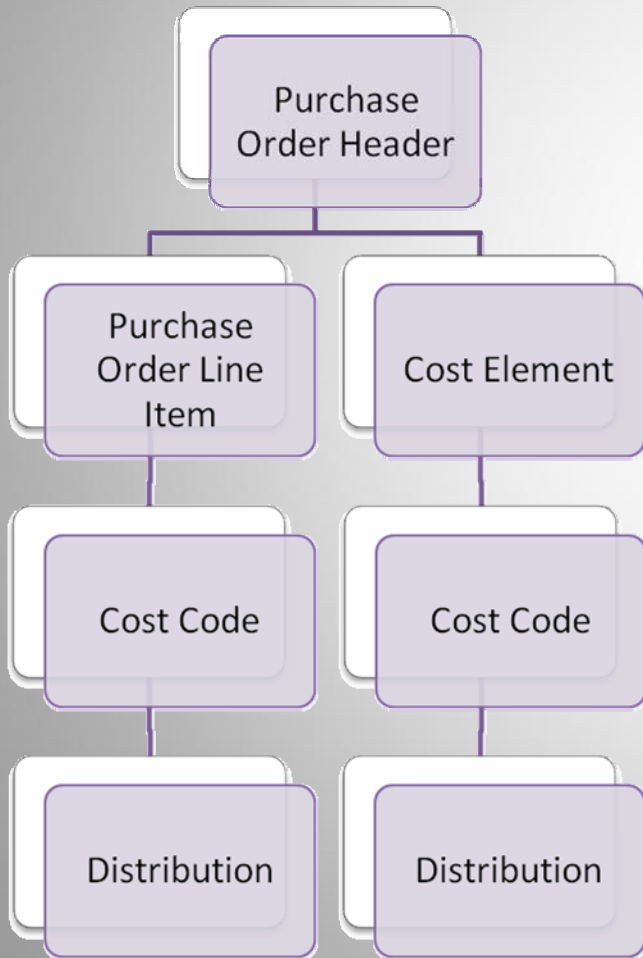 Purchase
Order Header
Purchase
Order Line
Item
Cost Element
Cost Code
Cost Code
Distribution
Distribution